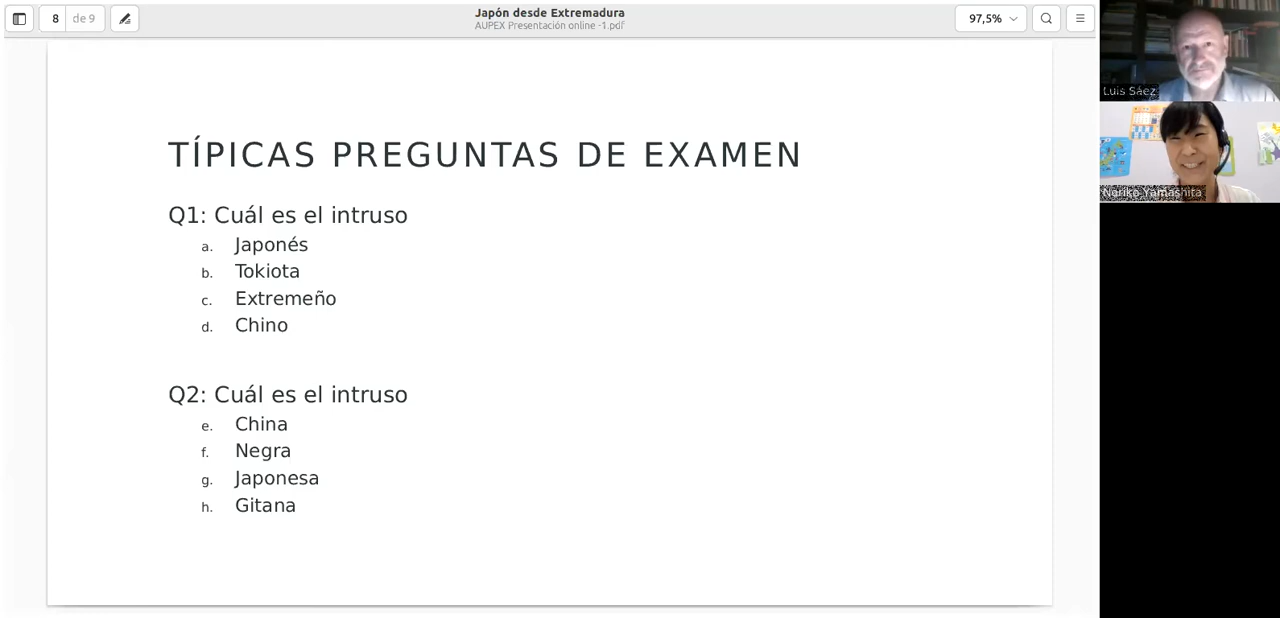 8 de 9
Japón desde Extremadura
AUPEX Presentación online -1.pdf
97,5%
Luis Sáez
Noriko Yamashita
TÍPICAS PREGUNTAS DE EXAMEN
Q1: Cuál es el intruso
a. Japonés
b. Tokiota
c. Extremeño
d. Chino
Q2: Cuál es el intruso
e. China
f. Negra
g. Japonesa
h. Gitana